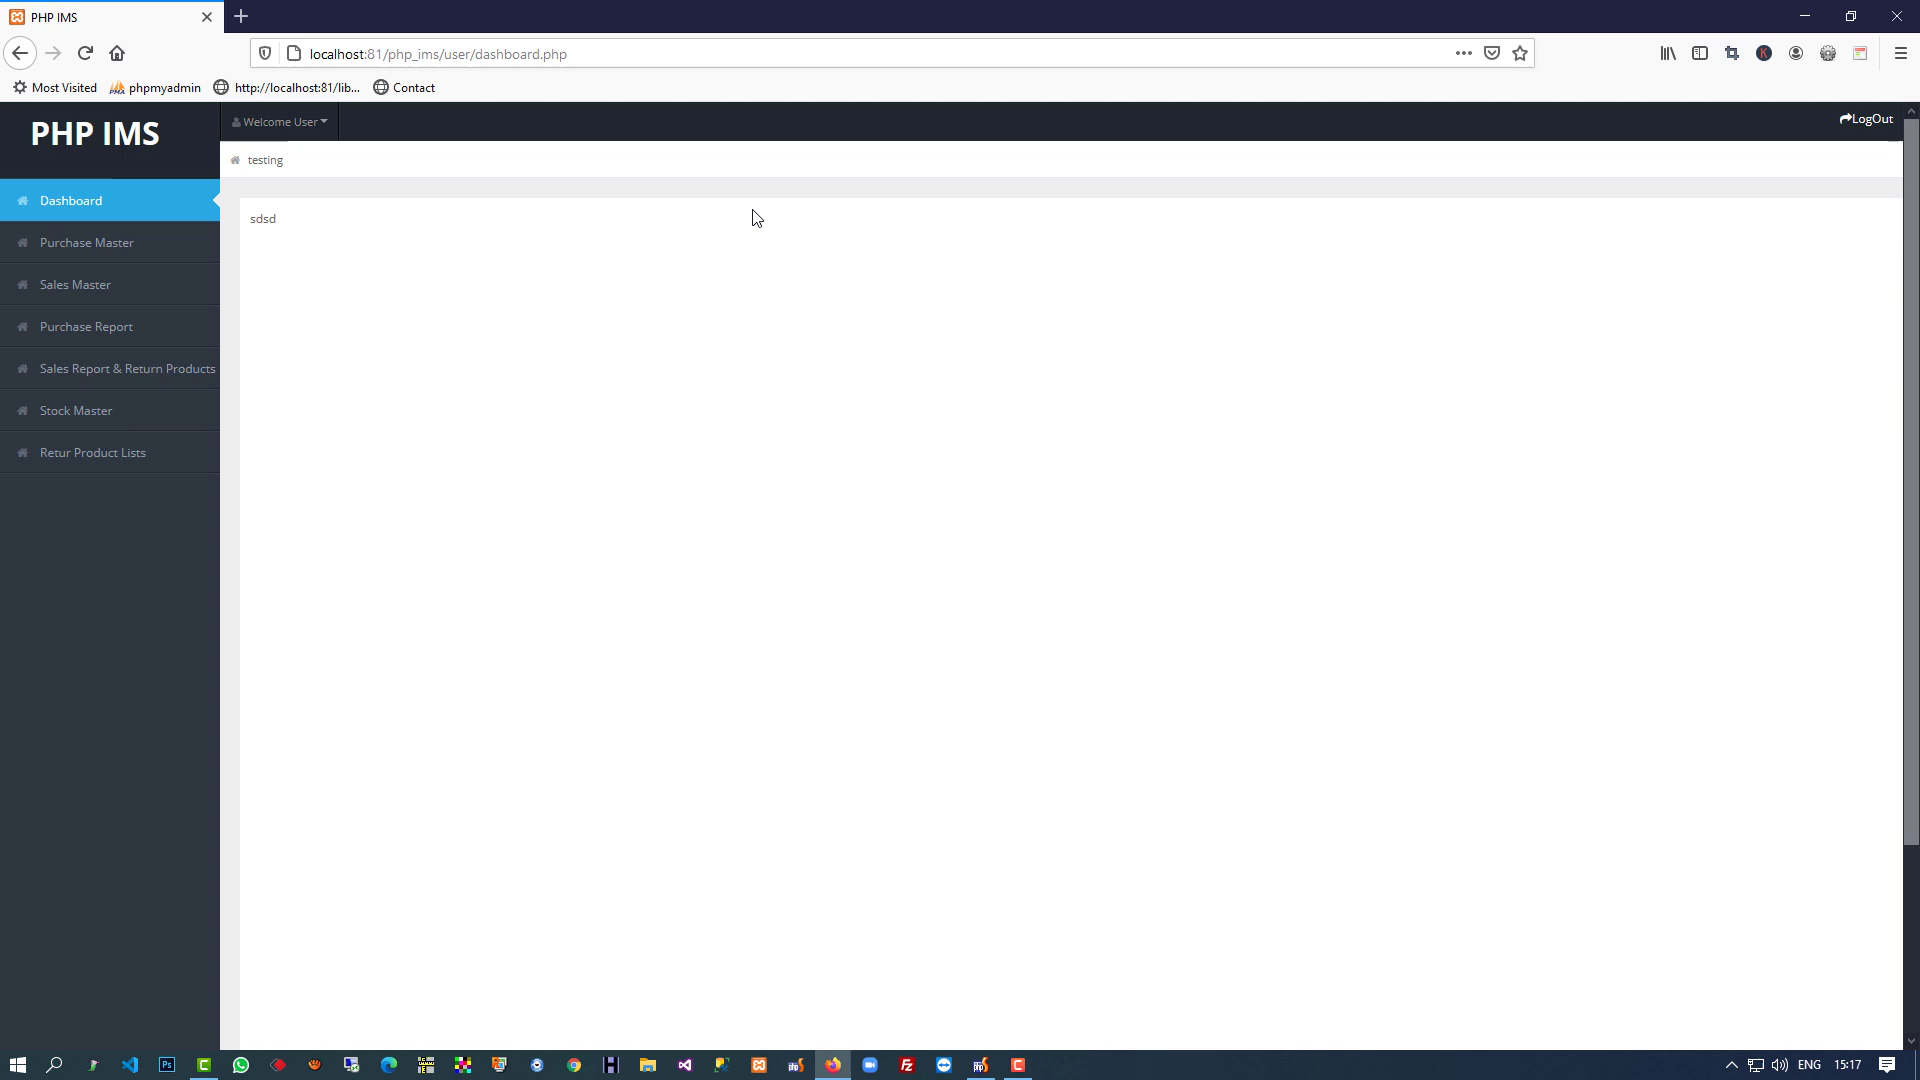 PHP IMS
localhost:81/php_ims/user/dashboard.php
Most Visited phpmyadmin http://localhost:81/lib... Contact
PHP IMS
Welcome User
LogOut
testing
Dashboard
sdsd
Purchase Master
Sales Master
Purchase Report
Sales Report & Return Products
Stock Master
Retur Product Lists
ENG 15:17